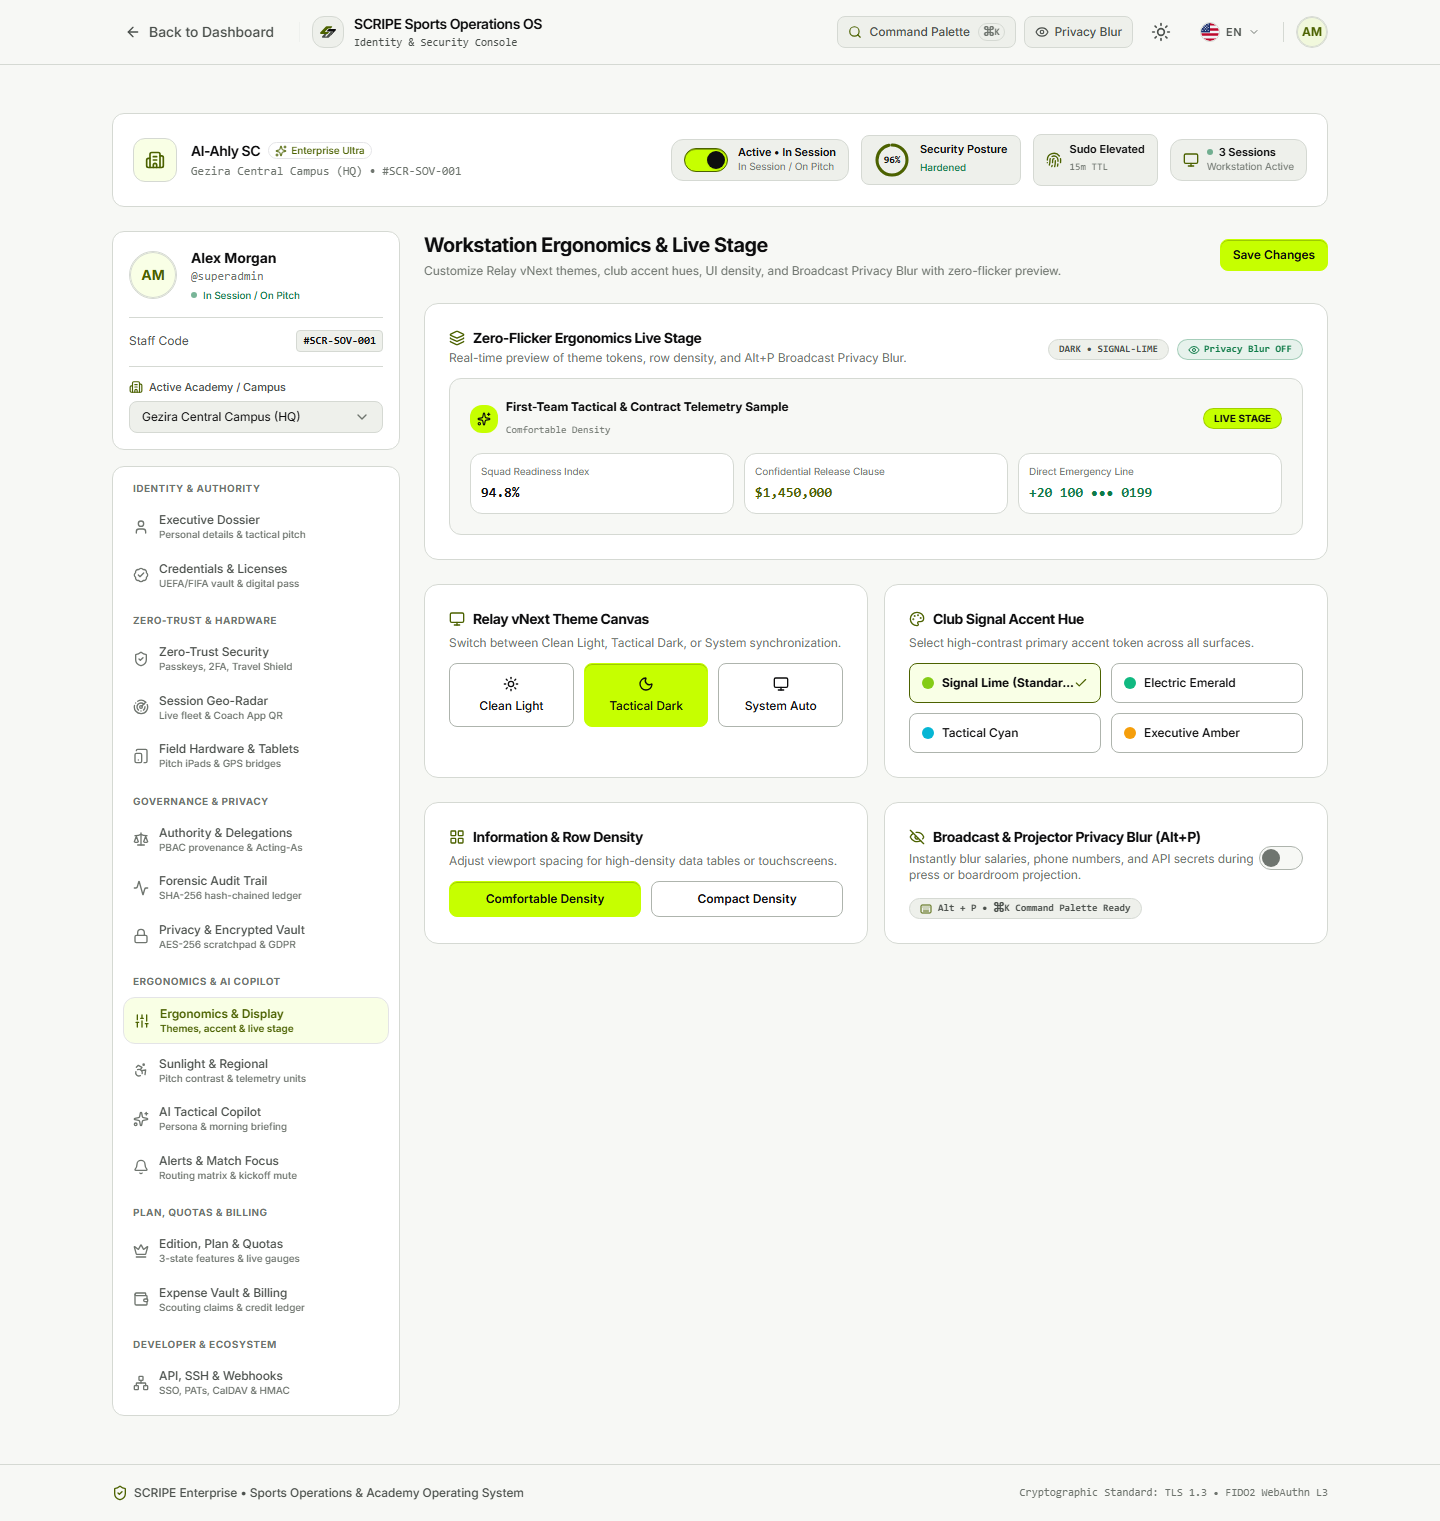 Back to Dashboard
SCRIPE Sports Operations OS
Identity & Security Console
Command Palette ⌘K
Privacy Blur
EN
AM
Al-Ahly SC
Enterprise Ultra
Gezira Central Campus (HQ) • #SCR-SOV-001
Active • In Session
In Session / On Pitch
96%
Security Posture
Hardened
Sudo Elevated
15m TTL
3 Sessions
Workstation Active
AM
Alex Morgan
@superadmin
In Session / On Pitch
Staff Code
#SCR-SOV-001
Active Academy / Campus
Gezira Central Campus (HQ)
IDENTITY & AUTHORITY
Executive Dossier
Personal details & tactical pitch
Credentials & Licenses
UEFA/FIFA vault & digital pass
ZERO-TRUST & HARDWARE
Zero-Trust Security
Passkeys, 2FA, Travel Shield
Session Geo-Radar
Live fleet & Coach App QR
Field Hardware & Tablets
Pitch iPads & GPS bridges
GOVERNANCE & PRIVACY
Authority & Delegations
PBAC provenance & Acting-As
Forensic Audit Trail
SHA-256 hash-chained ledger
Privacy & Encrypted Vault
AES-256 scratchpad & GDPR
ERGONOMICS & AI COPILOT
Ergonomics & Display
Themes, accent & live stage
Sunlight & Regional
Pitch contrast & telemetry units
AI Tactical Copilot
Persona & morning briefing
Alerts & Match Focus
Routing matrix & kickoff mute
PLAN, QUOTAS & BILLING
Edition, Plan & Quotas
3-state features & live gauges
Expense Vault & Billing
Scouting claims & credit ledger
DEVELOPER & ECOSYSTEM
API, SSH & Webhooks
SSO, PATs, CalDAV & HMAC
Workstation Ergonomics & Live Stage
Customize Relay vNext themes, club accent hues, UI density, and Broadcast Privacy Blur with zero-flicker preview.
Save Changes
Zero-Flicker Ergonomics Live Stage
Real-time preview of theme tokens, row density, and Alt+P Broadcast Privacy Blur.
DARK • SIGNAL-LIME
Privacy Blur OFF
First-Team Tactical & Contract Telemetry Sample
Comfortable Density
LIVE STAGE
Squad Readiness Index
94.8%
Confidential Release Clause
$1,450,000
Direct Emergency Line
+20 100 ••• 0199
Relay vNext Theme Canvas
Switch between Clean Light, Tactical Dark, or System synchronization.
Clean Light
Tactical Dark
System Auto
Club Signal Accent Hue
Select high-contrast primary accent token across all surfaces.
Signal Lime (Standar...
Electric Emerald
Tactical Cyan
Executive Amber
Information & Row Density
Adjust viewport spacing for high-density data tables or touchscreens.
Comfortable Density
Compact Density
Broadcast & Projector Privacy Blur (Alt+P)
Instantly blur salaries, phone numbers, and API secrets during
press or boardroom projection.
Alt + P • ⌘K Command Palette Ready
SCRIPE Enterprise • Sports Operations & Academy Operating System
Cryptographic Standard: TLS 1.3 • FIDO2 WebAuthn L3